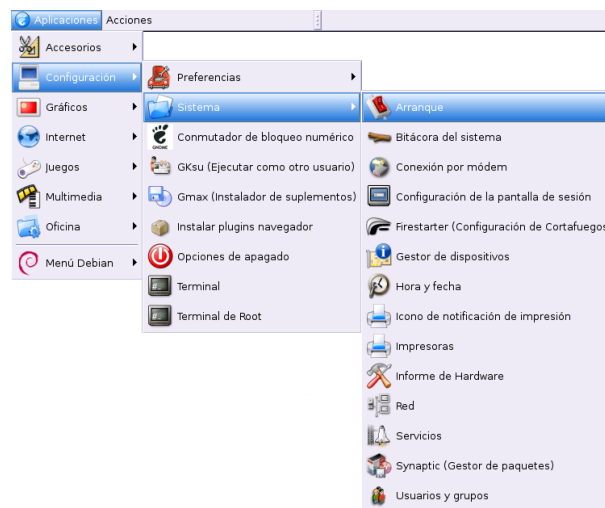 Aplicaciones Acciones
Accesorios
Configuración
Gráficos
Internet
Juegos
Multimedia
Oficina
Menú Debian
Preferencias
Sistema
Conmutador de bloqueo numérico
GNOME
GKsu (Ejecutar como otro usuario)
Gmax (Instalador de suplementos)
Instalar plugins navegador
Opciones de apagado
Terminal
Terminal de Root
Arranque
Bitácora del sistema
Conexión por módem
Configuración de la pantalla de sesión
Firestarter (Configuración de Cortafuegos
Gestor de dispositivos
Hora y fecha
Icono de notificación de impresión
Impresoras
Informe de Hardware
Red
Servicios
Synaptic (Gestor de paquetes)
Usuarios y grupos